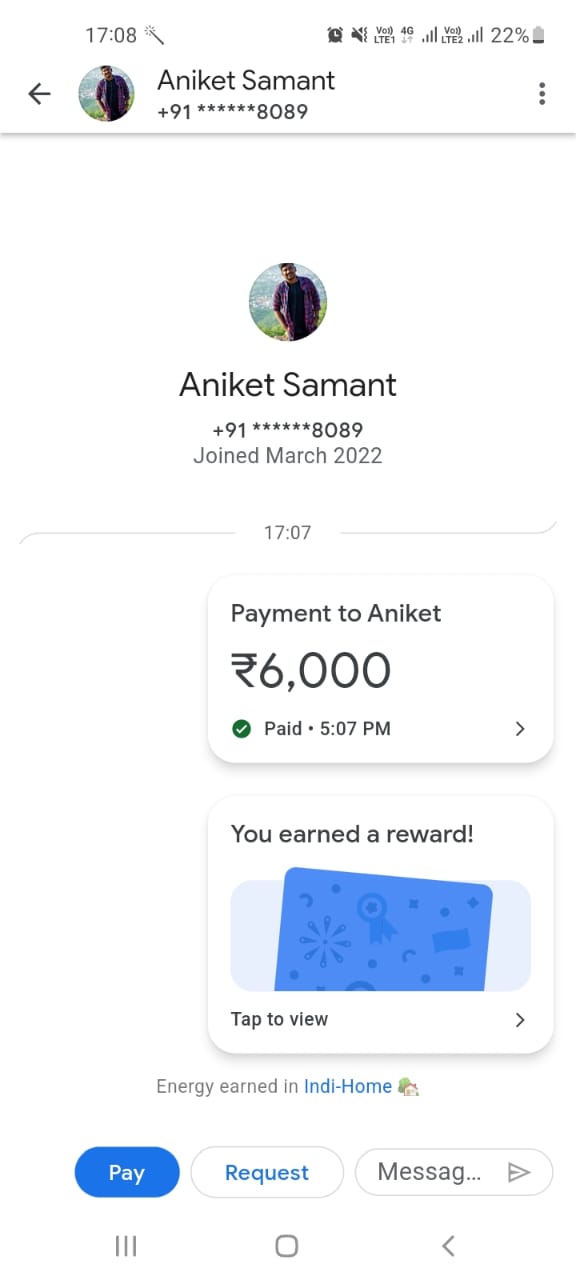 17:08 Vo)) LTE1 4G Vo)) LTE2 22%
Aniket Samant
+91 ******8089
Aniket Samant
+91 ******8089
Joined March 2022
17:07
Payment to Aniket
₹6,000
Paid • 5:07 PM
You earned a reward!
Tap to view
Energy earned in Indi-Home
Pay Request Messag...